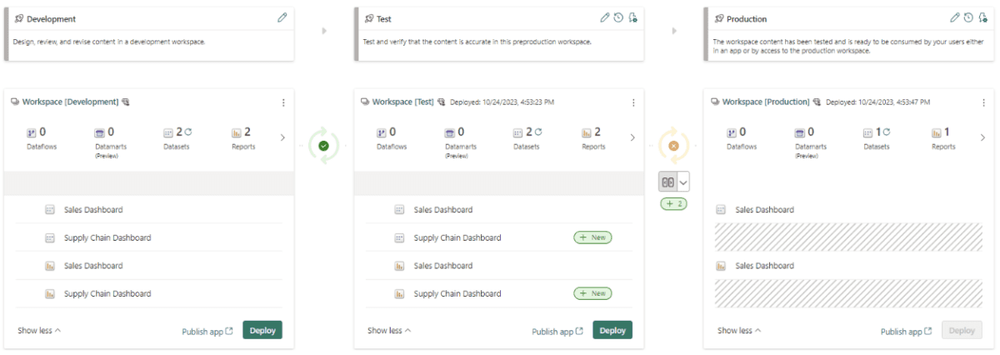 Development
Design, review, and revise content in a development workspace.
Test
Test and verify that the content is accurate in this preproduction workspace.
Production
The workspace content has been tested and is ready to be consumed by your users either
in an app or by access to the production workspace.
Workspace [Development]
0 0 2 2
Dataflows Datamarts Datasets Reports
(Preview)
Sales Dashboard
Supply Chain Dashboard
Sales Dashboard
Supply Chain Dashboard
Show less Publish app Deploy
Workspace [Test] Deployed: 10/24/2023, 4:53:23 PM
0 0 2 2
Dataflows Datamarts Datasets Reports
(Preview)
Sales Dashboard
Supply Chain Dashboard + New
Sales Dashboard
Supply Chain Dashboard + New
Show less Publish app Deploy
+ 2
Workspace [Production] Deployed: 10/24/2023, 4:53:47 PM
0 0 1 1
Dataflows Datamarts Datasets Reports
(Preview)
Sales Dashboard
Sales Dashboard
Show less Publish app Deploy